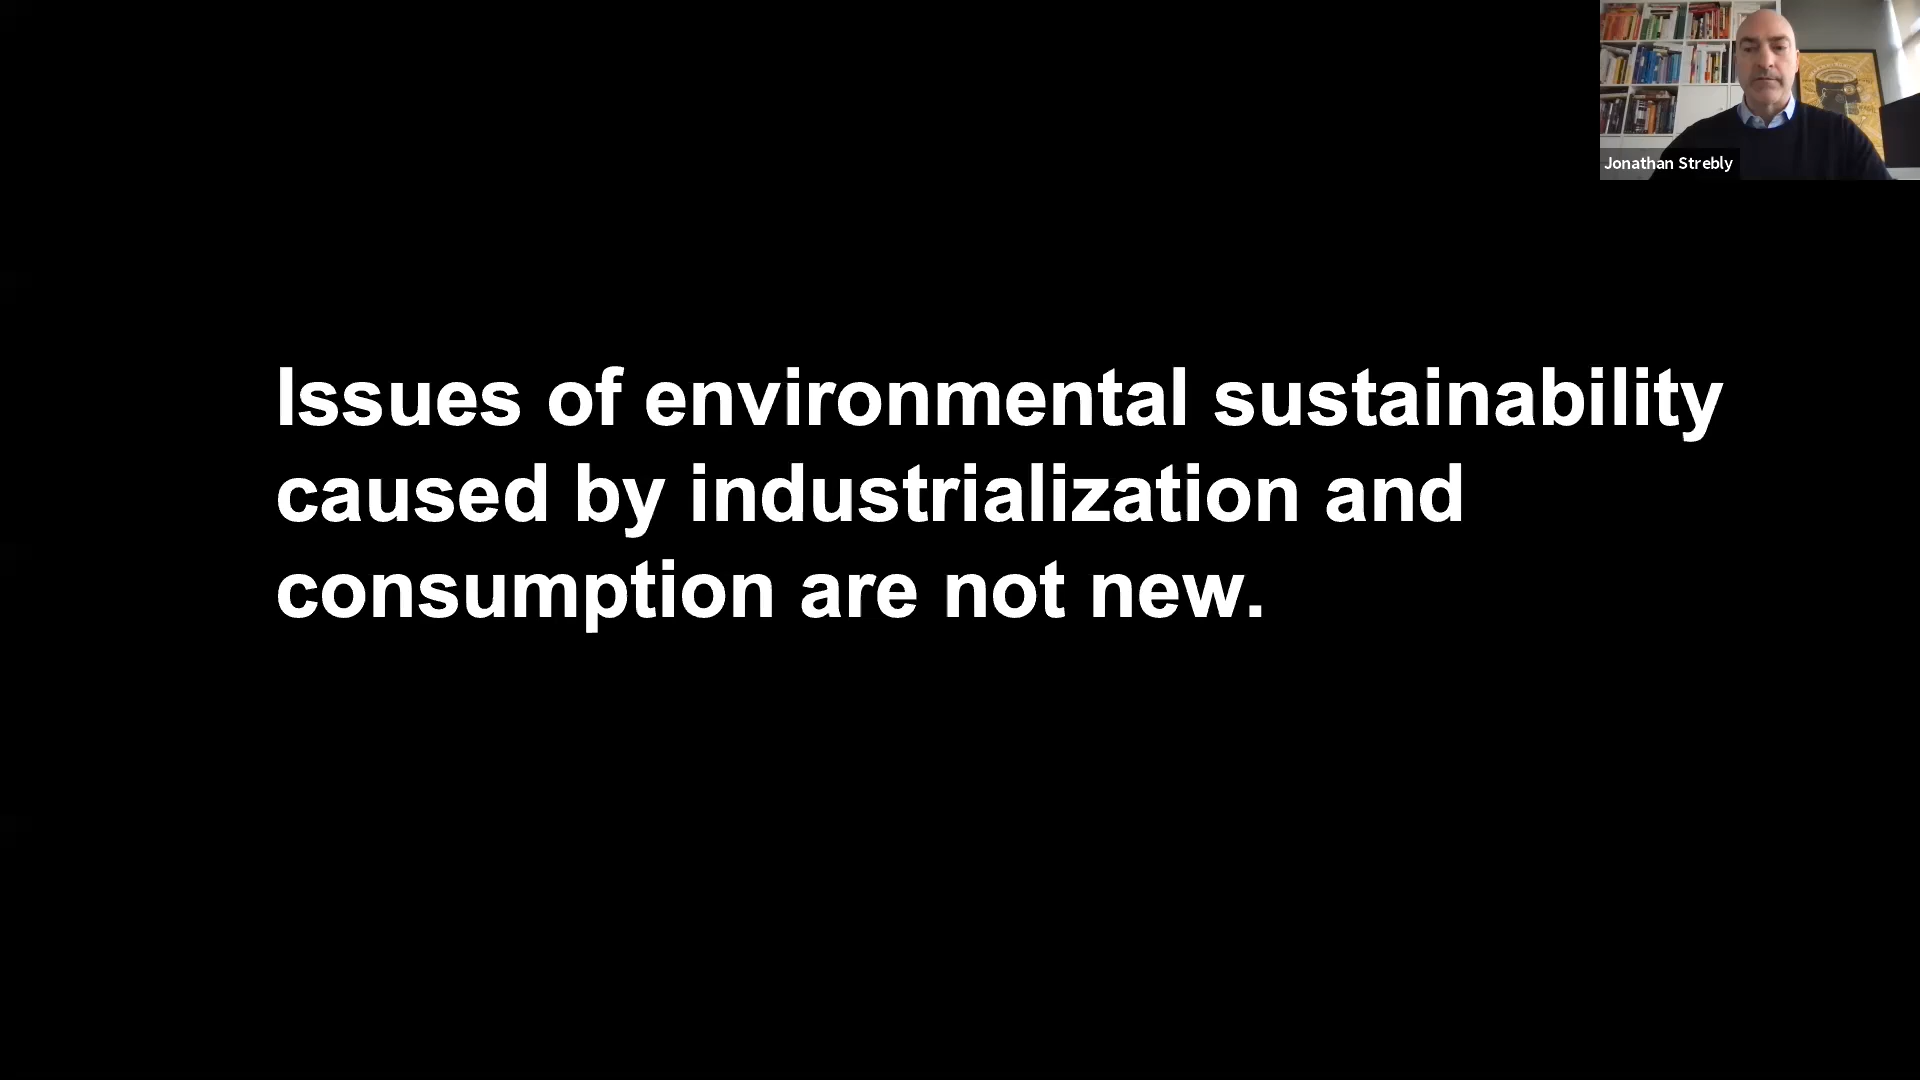 Jonathan Strebly
Issues of environmental sustainability
caused by industrialization and
consumption are not new.